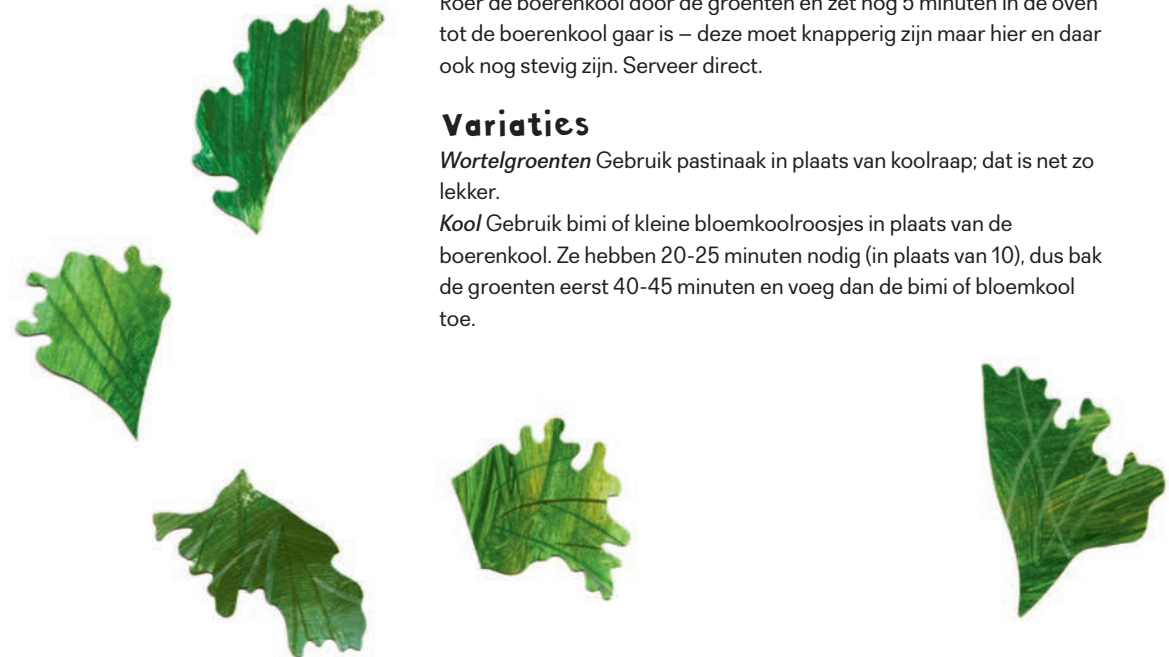 Roer de boerenkool door de groenten en zet nog 5 minuten in de oven
tot de boerenkool gaar is – deze moet knapperig zijn maar hier en daar
ook nog stevig zijn. Serveer direct.
Variaties
Wortelgroenten Gebruik pastinaak in plaats van koolraap; dat is net zo
lekker.
Kool Gebruik bimi of kleine bloemkoolroosjes in plaats van de
boerenkool. Ze hebben 20-25 minuten nodig (in plaats van 10), dus bak
de groenten eerst 40-45 minuten en voeg dan de bimi of bloemkool
toe.